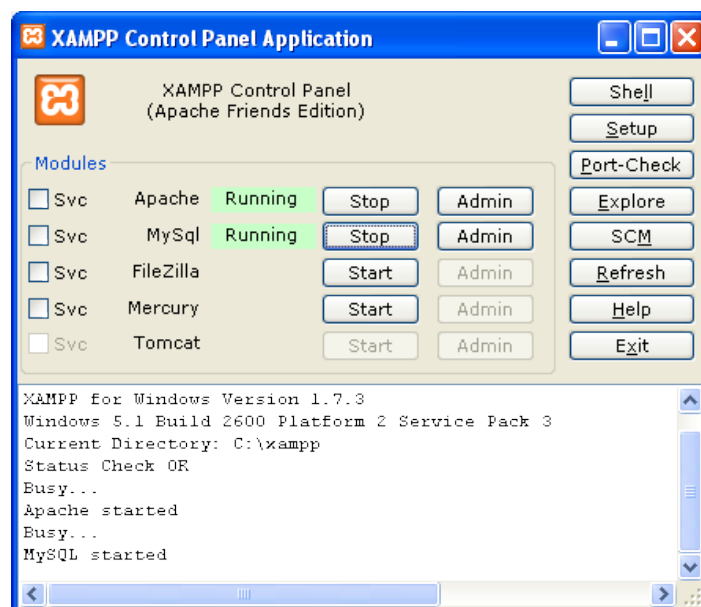 XAMPP Control Panel Application
XAMPP Control Panel
(Apache Friends Edition)
Shell
Setup
Port-Check
Explore
SCM
Refresh
Help
Exit
Modules
Svc Apache Running Stop Admin
Svc MySql Running Stop Admin
Svc FileZilla Start Admin
Svc Mercury Start Admin
Svc Tomcat Start Admin
XAMPP for Windows Version 1.7.3
Windows 5.1 Build 2600 Platform 2 Service Pack 3
Current Directory: C:\xampp
Status Check OK
Busy...
Apache started
Busy...
MySQL started